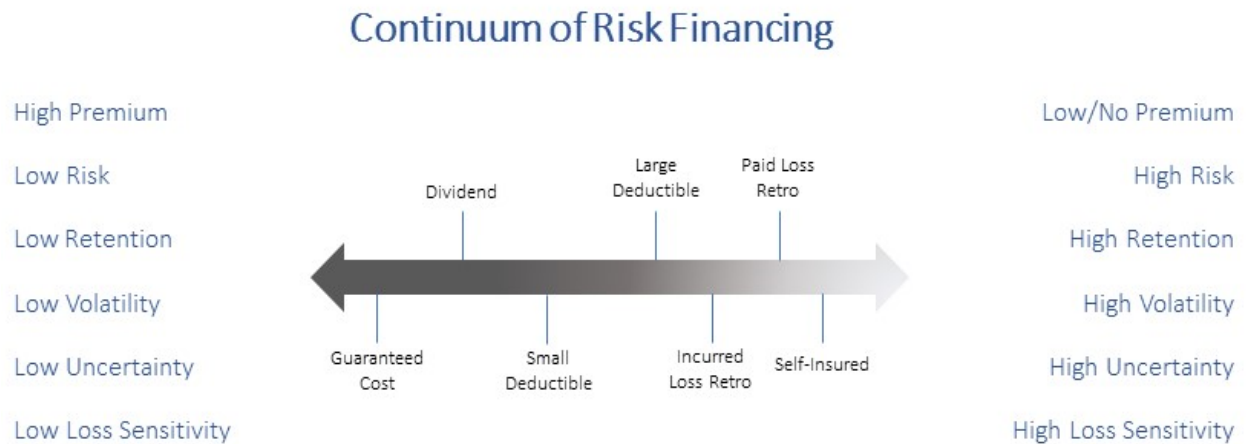 Continuum of Risk Financing
High Premium
Low Risk
Low Retention
Low Volatility
Low Uncertainty
Low Loss Sensitivity
Dividend
Large
Deductible
Paid Loss
Retro
Guaranteed
Cost
Small
Deductible
Incurred
Loss Retro
Self-Insured
Low/No Premium
High Risk
High Retention
High Volatility
High Uncertainty
High Loss Sensitivity